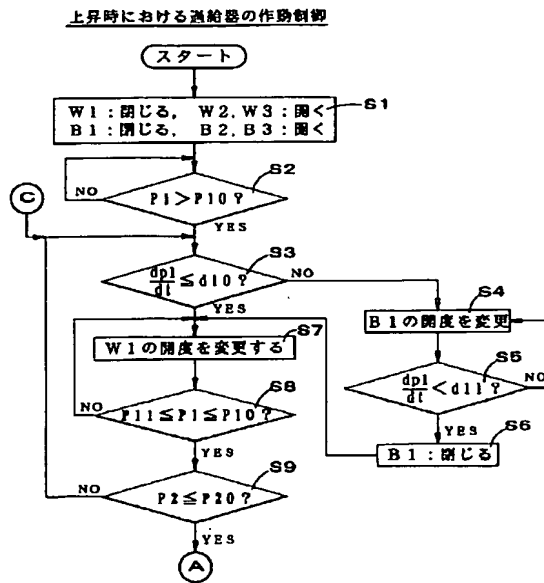 上昇時における過給器の作動制御
スタート
W1:閉じる, W2,W3:開く
B1:閉じる, B2,B3:開く
S1
S2
P1>P10?
NO
YES
C
S3
dp1/dt≦d10?
NO
YES
S4
B1の開度を変更
S5
dp1/dt<d11?
NO
YES
S6
B1:閉じる
S7
W1の開度を変更する
S8
P11≦P1≦P10?
NO
YES
S9
P2≦P20?
NO
YES
A